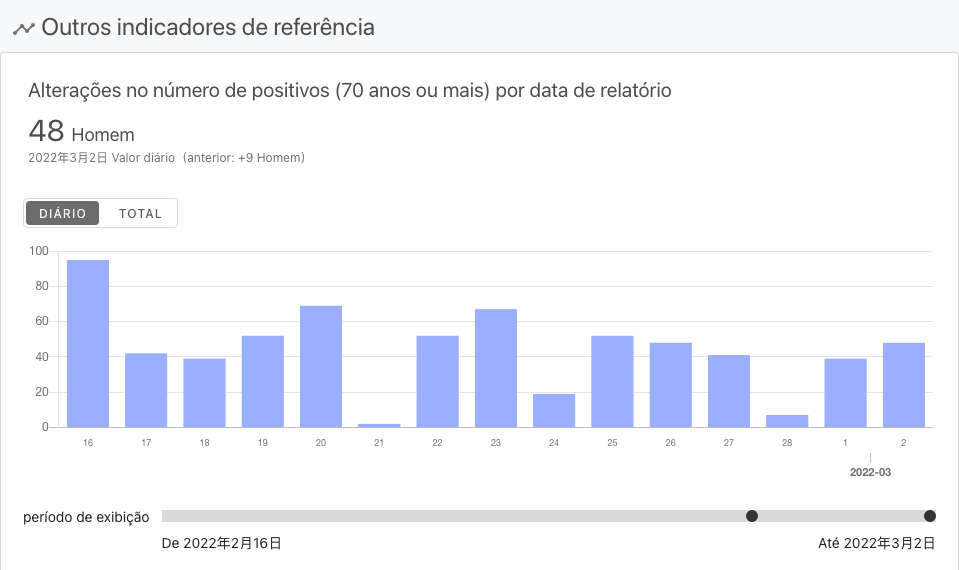 Outros indicadores de referência
Alterações no número de positivos (70 anos ou mais) por data de relatório
48 Homem
2022年3月2日 Valor diário (anterior: +9 Homem)
DIÁRIO TOTAL
100
80
60
40
20
0
16 17 18 19 20 21 22 23 24 25 26 27 28 1 2
2022-03
período de exibição
De 2022年2月16日 Até 2022年3月2日